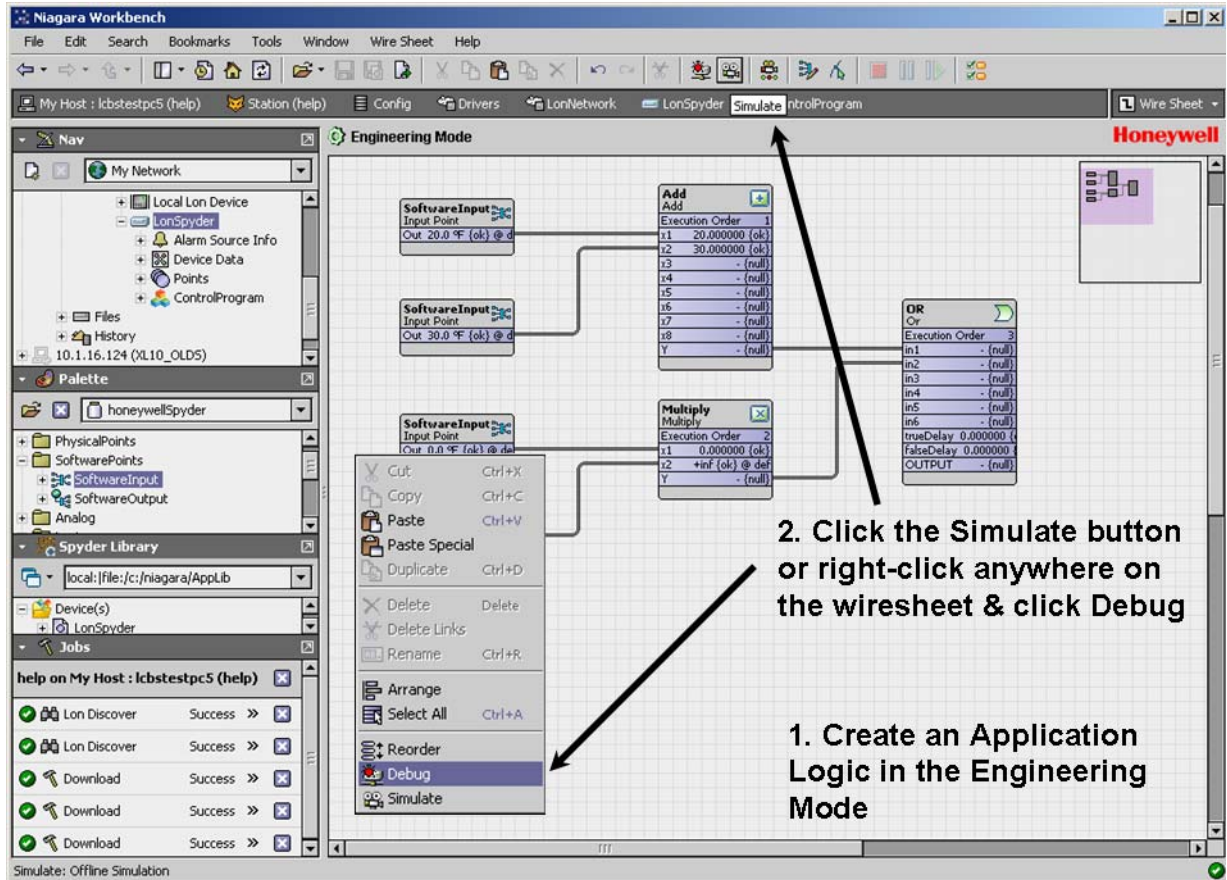 Niagara Workbench
File Edit Search Bookmarks Tools Window Wire Sheet Help
My Host : lcbstestpc5 (help) Station (help) Config Drivers LonNetwork LonSpyder Simulate ntrolProgram Wire Sheet
Nav
My Network
Local Lon Device
LonSpyder
Alarm Source Info
Device Data
Points
ControlProgram
Files
History
10.1.16.124 (XL10_OLD5)
Palette
honeywellSpyder
PhysicalPoints
SoftwarePoints
SoftwareInput
SoftwareOutput
Analog
Spyder Library
local:|file:/c:/niagara/AppLib
Device(s)
LonSpyder
Jobs
help on My Host : lcbstestpc5 (help)
Lon Discover Success »
Lon Discover Success »
Download Success »
Download Success »
Download Success »
Engineering Mode
Honeywell
SoftwareInput
Input Point
Out 20.0 °F {ok} @ d
SoftwareInput
Input Point
Out 30.0 °F {ok} @ d
SoftwareInput
Input Point
Out 0.0 °F {ok} @ de
Add
Add
Execution Order 1
x1 20.000000 {ok}
x2 30.000000 {ok}
x3 - {null}
x4 - {null}
x5 - {null}
x6 - {null}
x7 - {null}
x8 - {null}
Y - {null}
Multiply
Multiply
Execution Order 2
x1 0.000000 {ok}
x2 +inf {ok} @ def
Y - {null}
OR
Or
Execution Order 3
in1 - {null}
in2 - {null}
in3 - {null}
in4 - {null}
in5 - {null}
in6 - {null}
trueDelay 0.000000 {
falseDelay 0.000000 {
OUTPUT - {null}
Cut Ctrl+X
Copy Ctrl+C
Paste Ctrl+V
Paste Special
Duplicate Ctrl+D
Delete Delete
Delete Links
Rename Ctrl+R
Arrange
Select All Ctrl+A
Reorder
Debug
Simulate
2. Click the Simulate button
or right-click anywhere on
the wiresheet & click Debug
1. Create an Application
Logic in the Engineering
Mode
Simulate: Offline Simulation